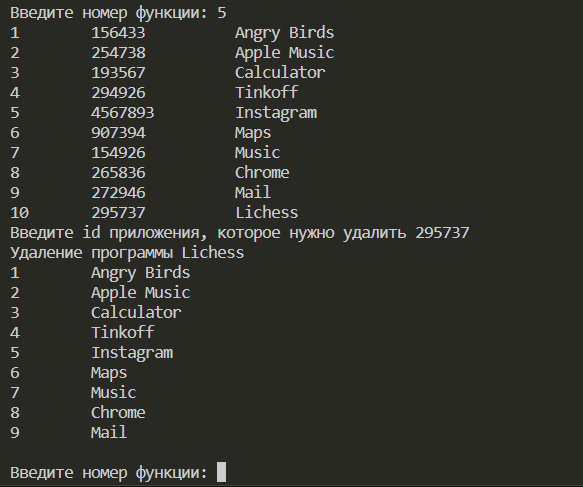 Введите номер функции: 5
1 156433 Angry Birds
2 254738 Apple Music
3 193567 Calculator
4 294926 Tinkoff
5 4567893 Instagram
6 907394 Maps
7 154926 Music
8 265836 Chrome
9 272946 Mail
10 295737 Lichess
Введите id приложения, которое нужно удалить 295737
Удаление программы Lichess
1 Angry Birds
2 Apple Music
3 Calculator
4 Tinkoff
5 Instagram
6 Maps
7 Music
8 Chrome
9 Mail
Введите номер функции: